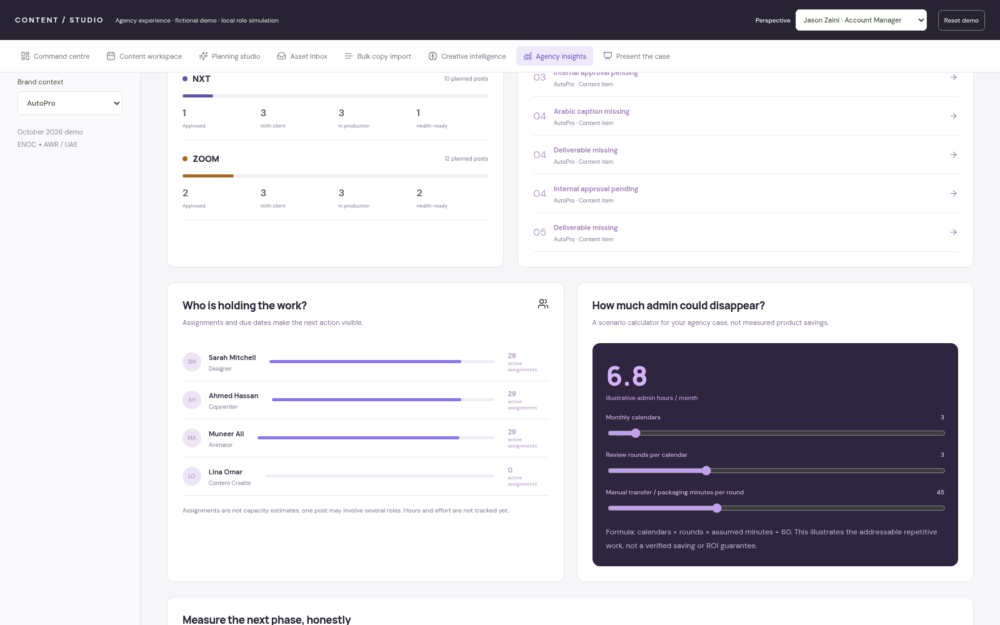 CONTENT / STUDIO
Agency experience · fictional demo · local role simulation
Perspective
Jason Zaini · Account Manager
Reset demo
Command centre
Content workspace
Planning studio
Asset inbox
Bulk copy import
Creative intelligence
Agency insights
Present the case
Brand context
AutoPro
October 2026 demo
ENOC + AWR / UAE
NXT
10 planned posts
1
3
3
1
Approved
With client
In production
Health-ready
ZOOM
12 planned posts
2
3
3
2
Approved
With client
In production
Health-ready
03
Internal approval pending
AutoPro · Content item
04
Arabic caption missing
AutoPro · Content item
04
Deliverable missing
AutoPro · Content item
04
Internal approval pending
AutoPro · Content item
05
Deliverable missing
AutoPro · Content item
Who is holding the work?
Assignments and due dates make the next action visible.
SM
Sarah Mitchell
Designer
29
active
assignments
AH
Ahmed Hassan
Copywriter
29
active
assignments
MA
Muneer Ali
Animator
29
active
assignments
LO
Lina Omar
Content Creator
0
active
assignments
Assignments are not capacity estimates: one post may involve several roles. Hours and effort are not tracked yet.
How much admin could disappear?
A scenario calculator for your agency case, not measured product savings.
6.8
illustrative admin hours / month
Monthly calendars
3
Review rounds per calendar
3
Manual transfer / packaging minutes per round
45
Formula: calendars × rounds × assumed minutes ÷ 60. This illustrates the addressable repetitive
work, not a verified saving or ROI guarantee.
Measure the next phase, honestly